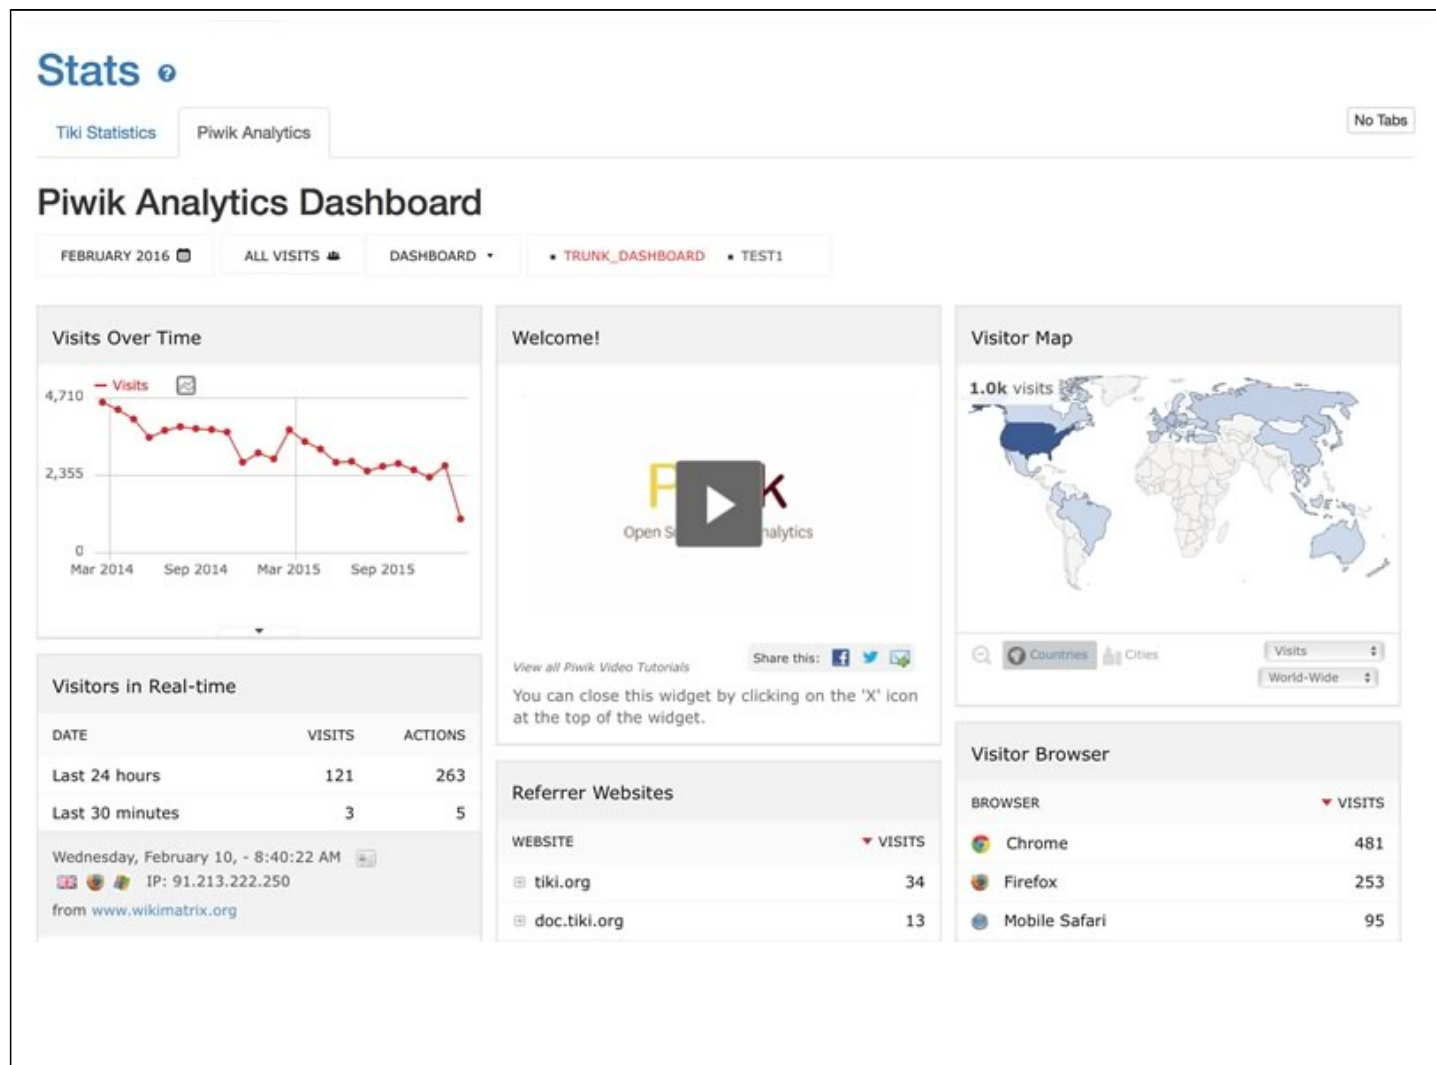 Stats ?
Tiki Statistics
Piwik Analytics
No Tabs
Piwik Analytics Dashboard
FEBRUARY 2016
ALL VISITS
DASHBOARD
TRUNK_DASHBOARD
TEST1
Visits Over Time
Visits
4,710
2,355
0
Mar 2014
Sep 2014
Mar 2015
Sep 2015
Visitors in Real-time
DATE VISITS ACTIONS
Last 24 hours 121 263
Last 30 minutes 3 5
Wednesday, February 10, - 8:40:22 AM
IP: 91.213.222.250
from www.wikimatrix.org
Welcome!
P k
Open S nalytics
View all Piwik Video Tutorials
Share this:
You can close this widget by clicking on the 'X' icon
at the top of the widget.
Referrer Websites
WEBSITE VISITS
tiki.org 34
doc.tiki.org 13
Visitor Map
1.0k visits
Countries
Cities
Visits
World-Wide
Visitor Browser
BROWSER VISITS
Chrome 481
Firefox 253
Mobile Safari 95